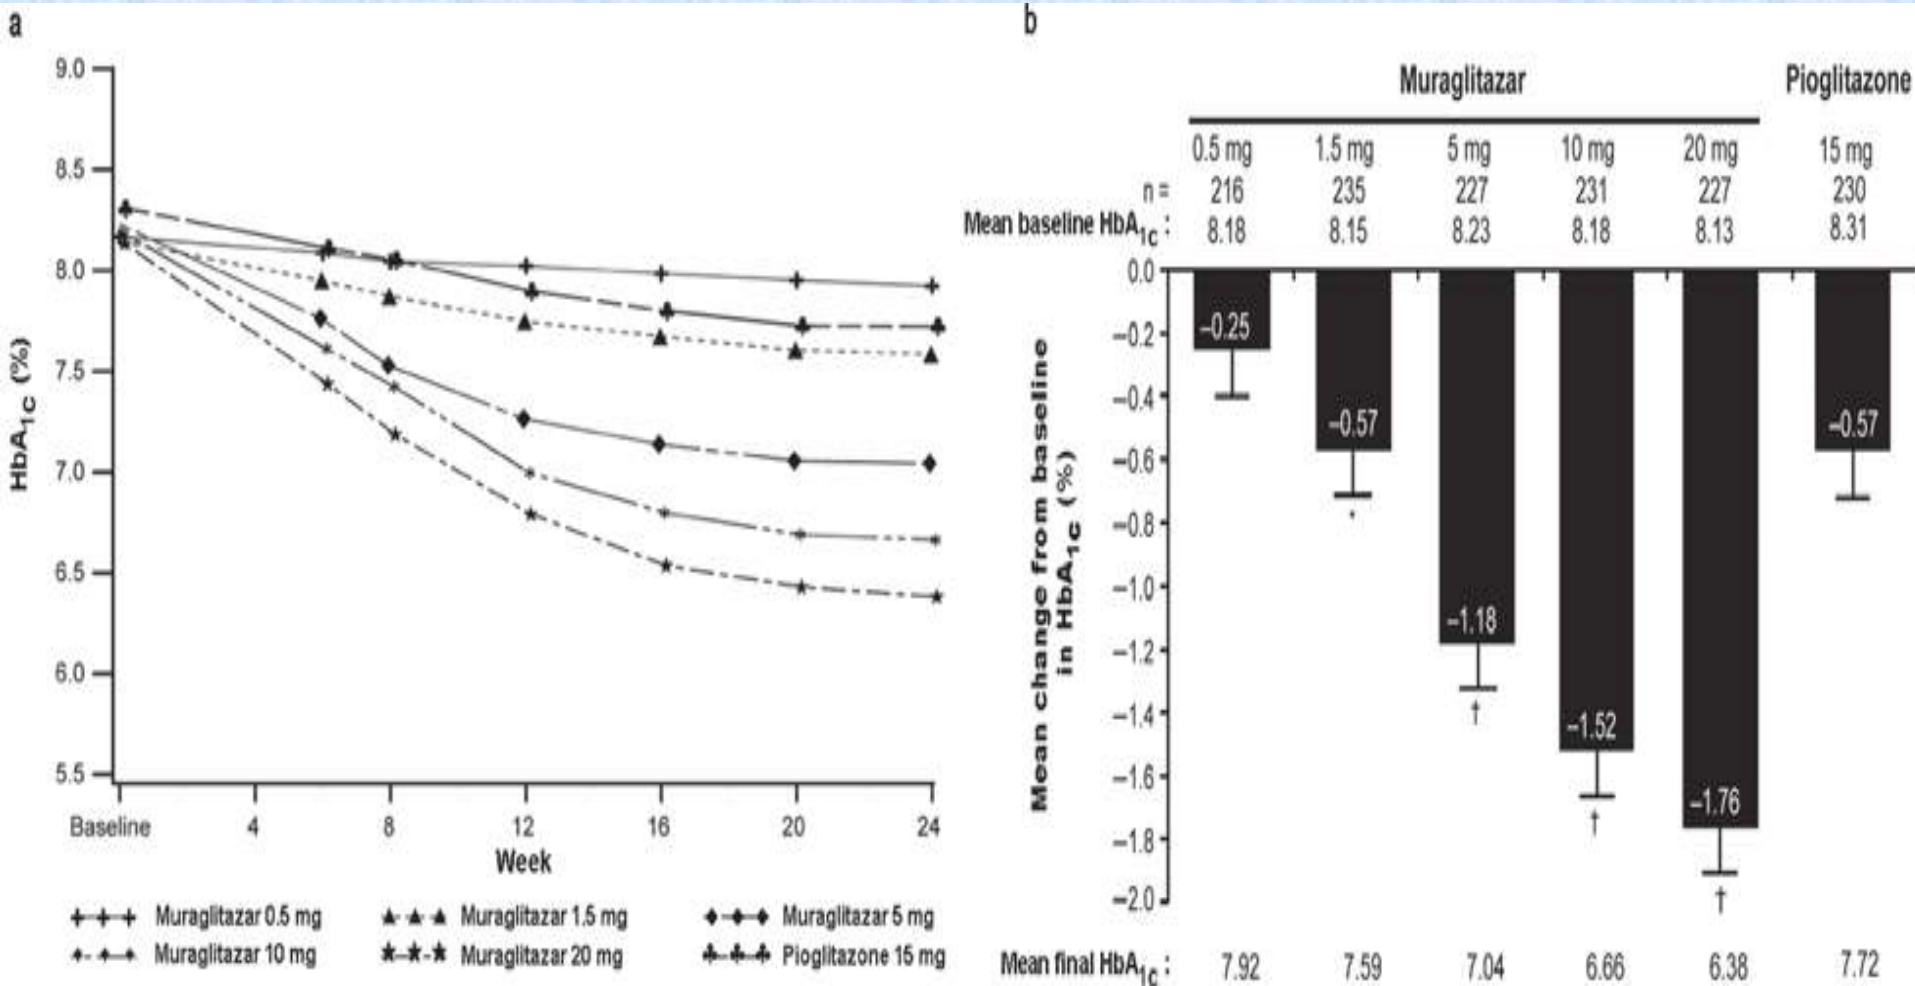 a
9.0
8.5
8.0
7.5
7.0
6.5
6.0
5.5
HbA1c (%)
Baseline 4 8 12 16 20 24
Week
Muraglitazar 0.5 mg Muraglitazar 1.5 mg Muraglitazar 5 mg
Muraglitazar 10 mg Muraglitazar 20 mg Pioglitazone 15 mg
b
Muraglitazar Pioglitazone
0.5 mg 1.5 mg 5 mg 10 mg 20 mg 15 mg
n = 216 235 227 231 227 230
Mean baseline HbA1c : 8.18 8.15 8.23 8.18 8.13 8.31
0.0
–0.2
–0.4
–0.6
–0.8
–1.0
–1.2
–1.4
–1.6
–1.8
–2.0
Mean change from baseline
in HbA1c (%)
–0.25
–0.57
*
–1.18
†
–1.52
†
–1.76
†
–0.57
Mean final HbA1c : 7.92 7.59 7.04 6.66 6.38 7.72